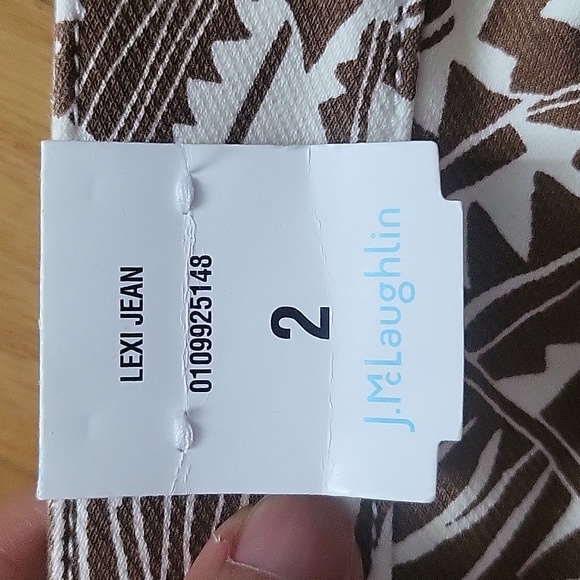 LEXI JEAN
0109925148
2
J.McLaughlin